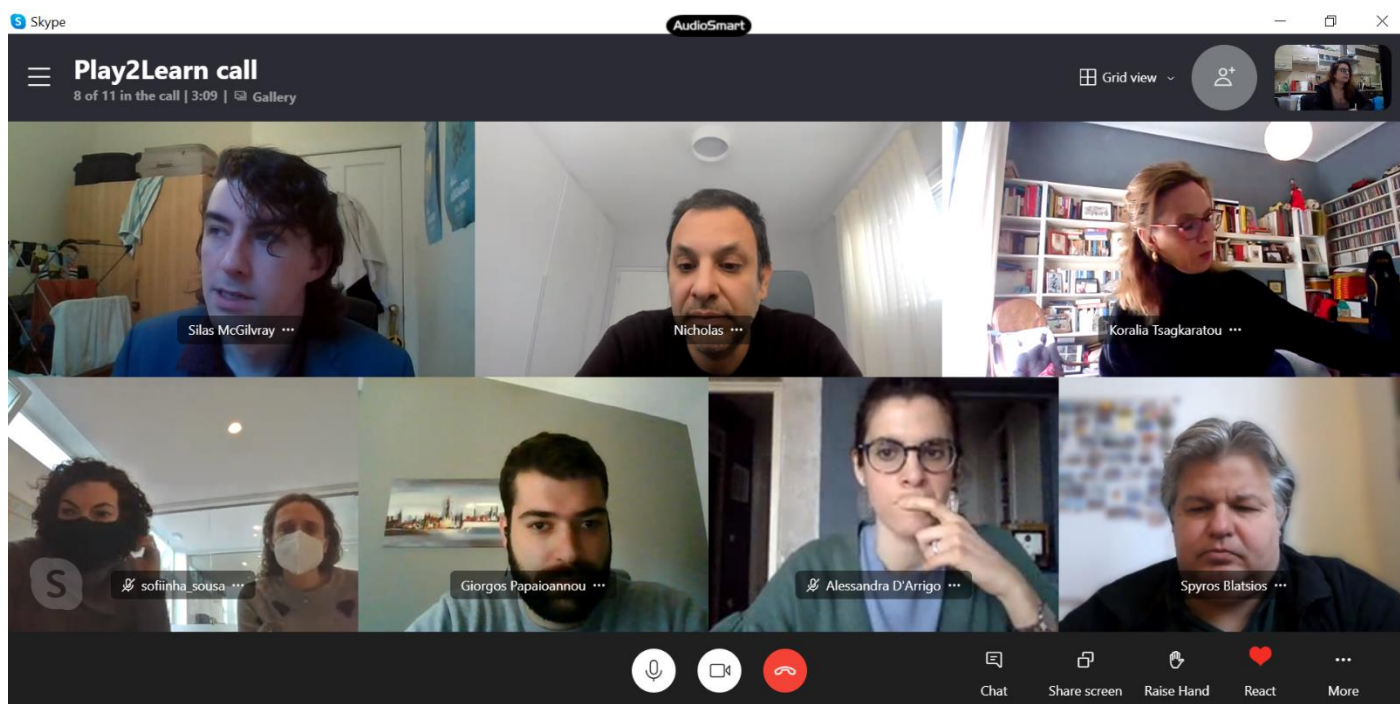 Skype
AudioSmart
Play2Learn call
8 of 11 in the call | 3:09 | Gallery
Grid view
Silas McGilvray ···
Nicholas ···
Koralia Tsagkaratou ···
sofiinha_sousa ···
Giorgos Papaioannou ···
Alessandra D'Arrigo ···
Spyros Blatsios ···
Chat
Share screen
Raise Hand
React
More